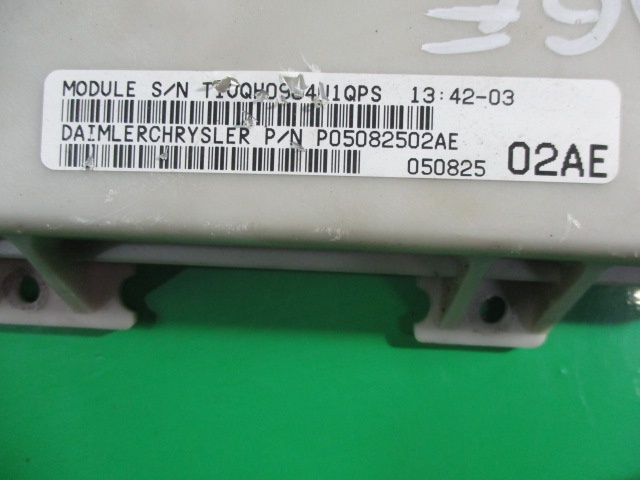 MODULE S/N 13:42-03
DAIMLERCHRYSLER P/N P05082502AE
050825 02AE